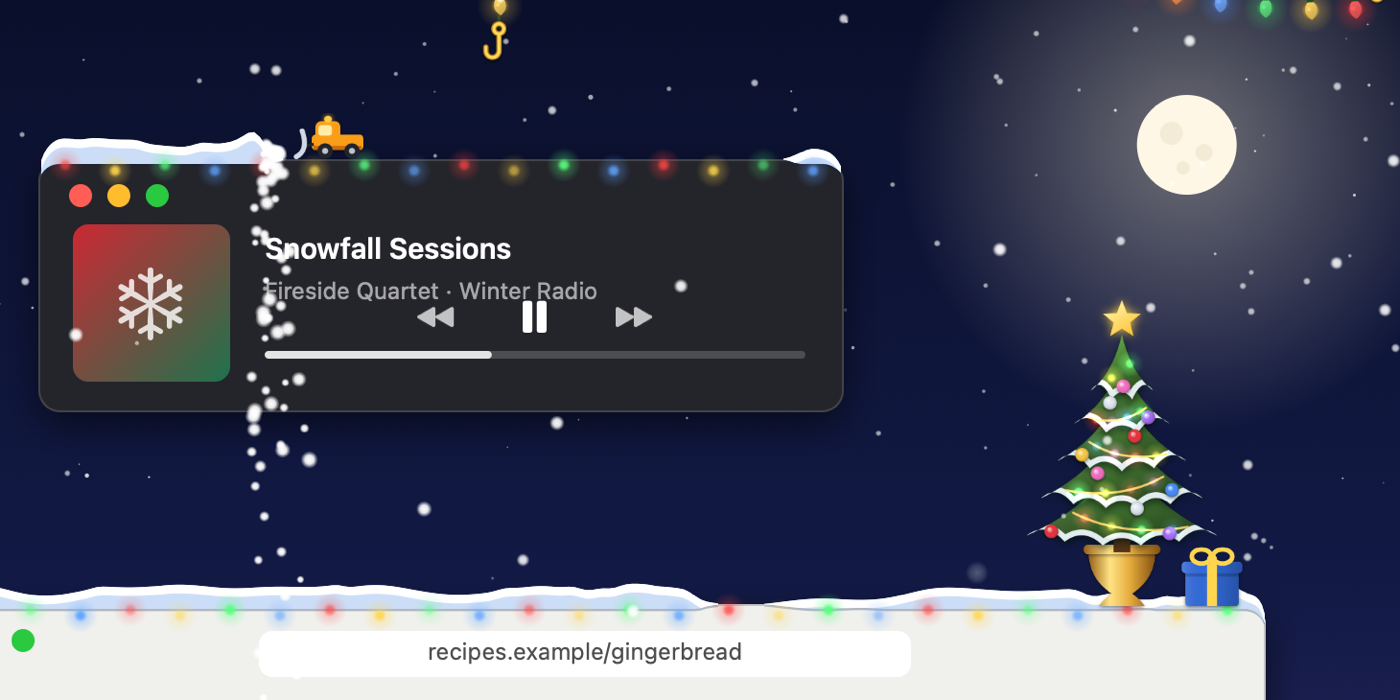 Snowfall Sessions
Fireside Quartet · Winter Radio
recipes.example/gingerbread